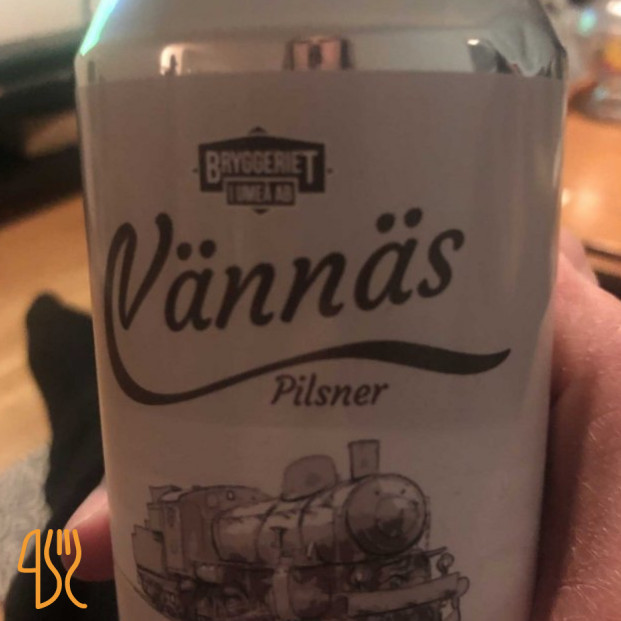 BRYGGERIET
I UMEÅ AB
Vännäs
Pilsner